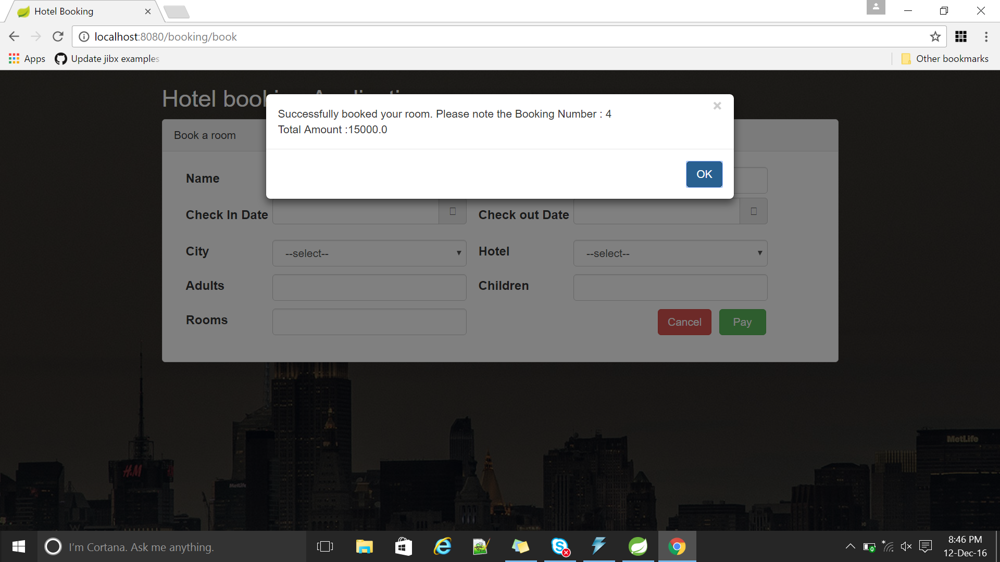 Hotel Booking
localhost:8080/booking/book
Apps
Update jibx examples
Other bookmarks
Hotel
Successfully booked your room. Please note the Booking Number : 4
Total Amount :15000.0
OK
Book a room
Name
Check In Date
Check out Date
City
--select--
Hotel
--select--
Adults
Children
Rooms
Cancel
Pay
MetLife
H&M
MetLife
W
I'm Cortana. Ask me anything.
8:46 PM
12-Dec-16